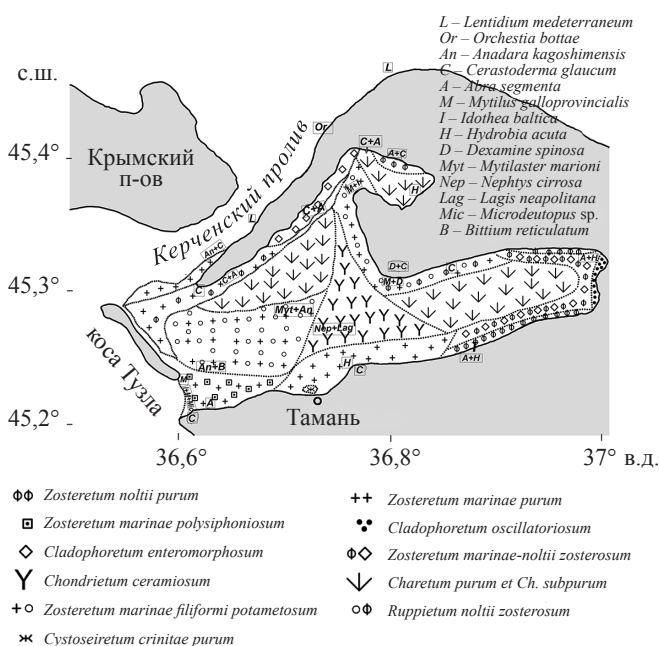 L – Lentidium medeterraneum
Or – Orchestia bottae
An – Anadara kagoshimensis
C – Cerastoderma glaucum
A – Abra segmenta
M – Mytilus galloprovincialis
I – Idothea baltica
H – Hydrobia acuta
D – Dexamine spinosa
Myt – Mytilaster marioni
Nep – Nephtys cirrosa
Lag – Lagis neapolitana
Mic – Microdeutopus sp.
B – Bittium reticulatum
с.ш.
45,4°
45,3°
45,2°
Крымский
п-ов
Керченский пролив
коса Тузла
Тамань
L
Or
C+A
A+C
H
L
C+A
An+C
C+A
C
D+C
M+D
C
A+H
Myt+An
Nep+Lag
An+B
H
C
A+H
M
A
C
36,6°
36,8°
37°
в.д.
Zosteretum noltii purum
Zosteretum marinae polysiphoniosum
Cladophoretum enteromorphosum
Chondrietum ceramiosum
Zosteretum marinae filiformi potametosum
Cystoseiretum crinitae purum
Zosteretum marinae purum
Cladophoretum oscillatoriosum
Zosteretum marinae-noltii zosterosum
Charetum purum et Ch. subpurum
Ruppietum noltii zosterosum